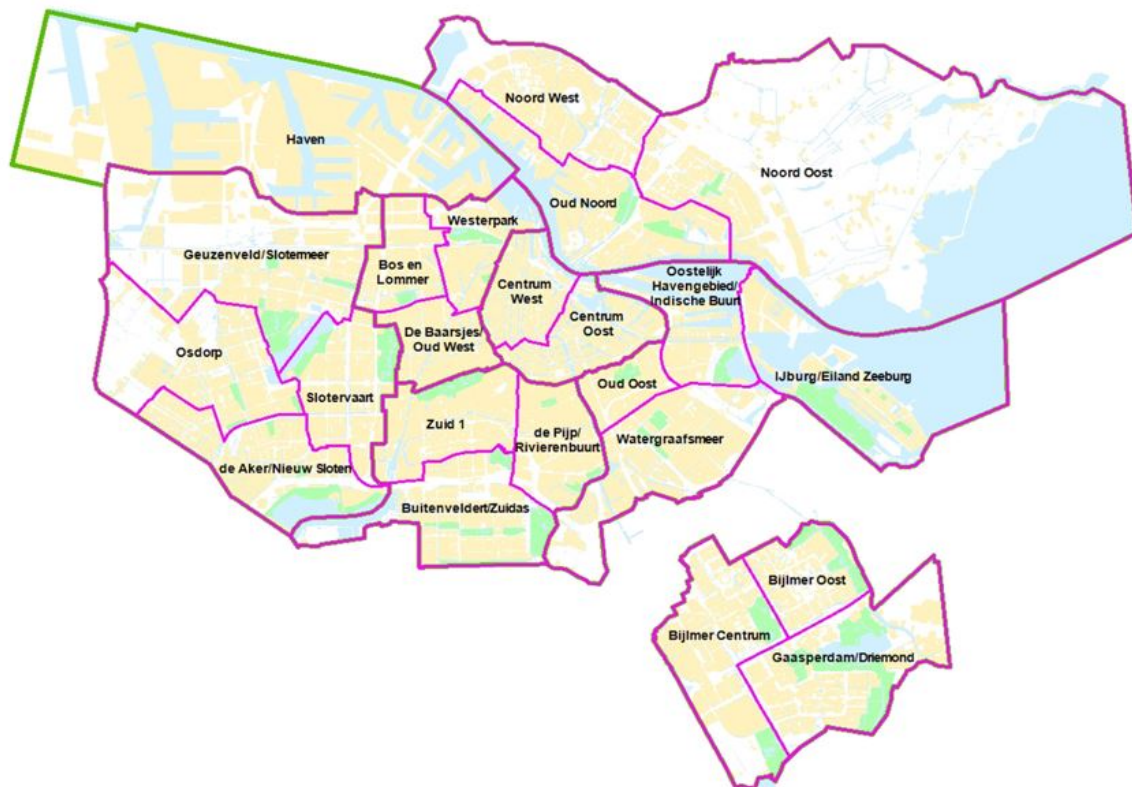 Noord West
Haven
Noord Oost
Oud Noord
Westerpark
Geuzenveld/Slotermeer
Bos en
Lommer
Oostelijk
Havengebied/
Indische Buurt
Centrum
West
Centrum
Oost
De Baarsjes/
Oud West
Osdorp
IJburg/Eiland Zeeburg
Oud Oost
Slotervaart
Zuid 1
de Pijp/
Rivierenbuurt
Watergraafsmeer
de Aker/Nieuw Sloten
Buitenveldert/Zuidas
Bijlmer Oost
Bijlmer Centrum
Gaasperdam/Driemond